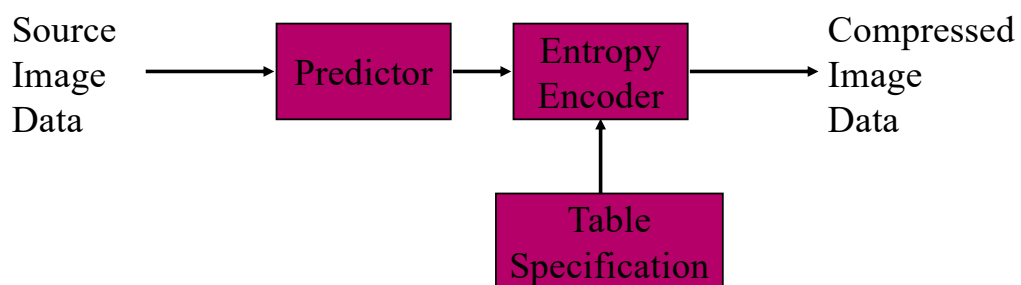 Source
Image
Data
Predictor
Entropy
Encoder
Compressed
Image
Data
Table
Specification